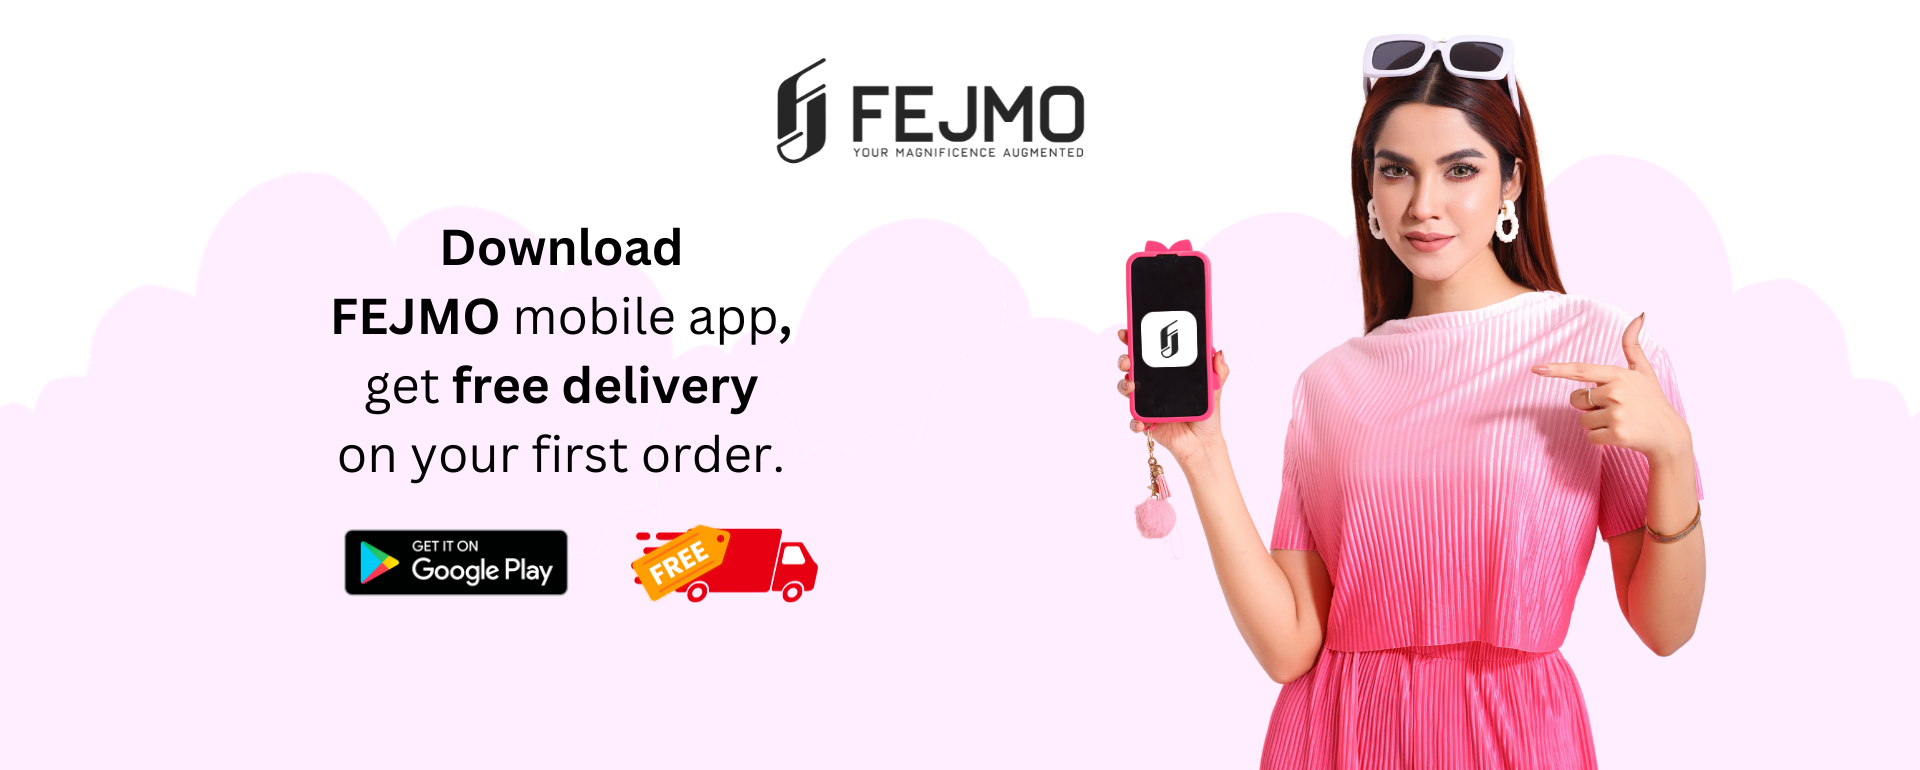 FEJMO
YOUR MAGNIFICENCE AUGMENTED
Download
FEJMO mobile app,
get free delivery
on your first order.
GET IT ON
Google Play
FREE